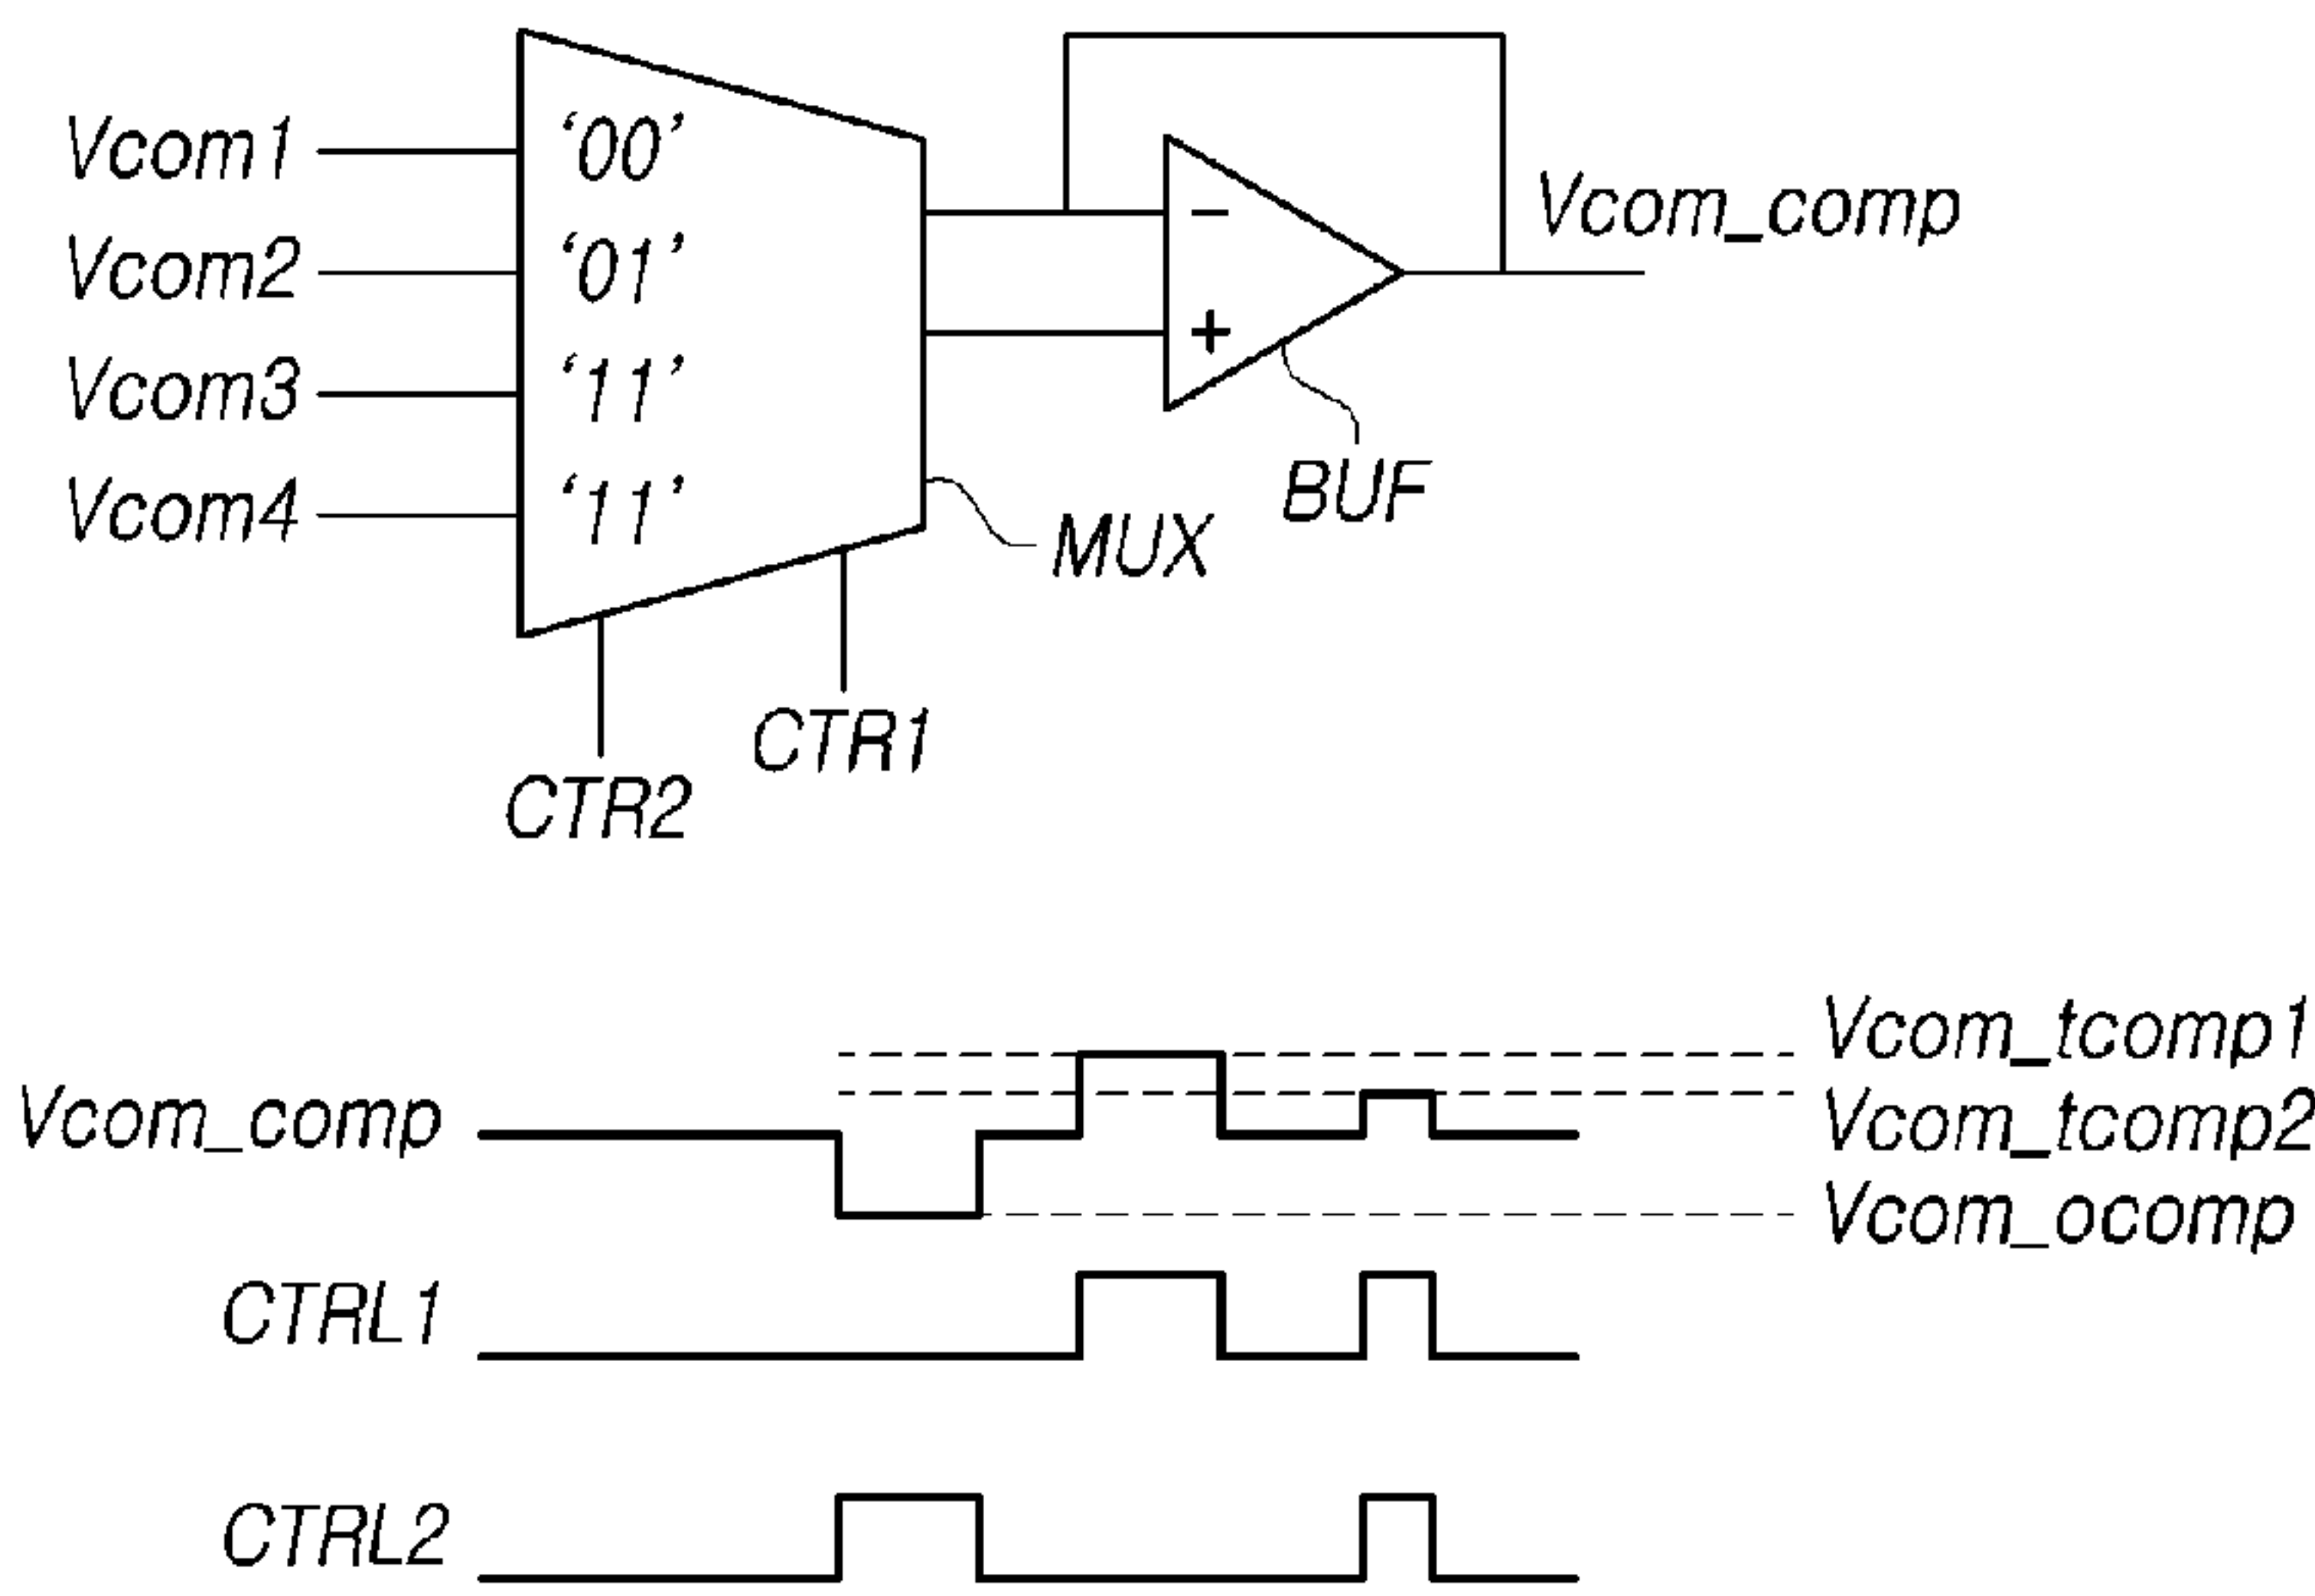 Vcom1 '00'
Vcom2 '01'
Vcom3 '11'
Vcom4 '11'
−
+
Vcom_comp
BUF
MUX
CTR1
CTR2
Vcom_tcomp1
Vcom_comp
Vcom_tcomp2
Vcom_ocomp
CTRL1
CTRL2